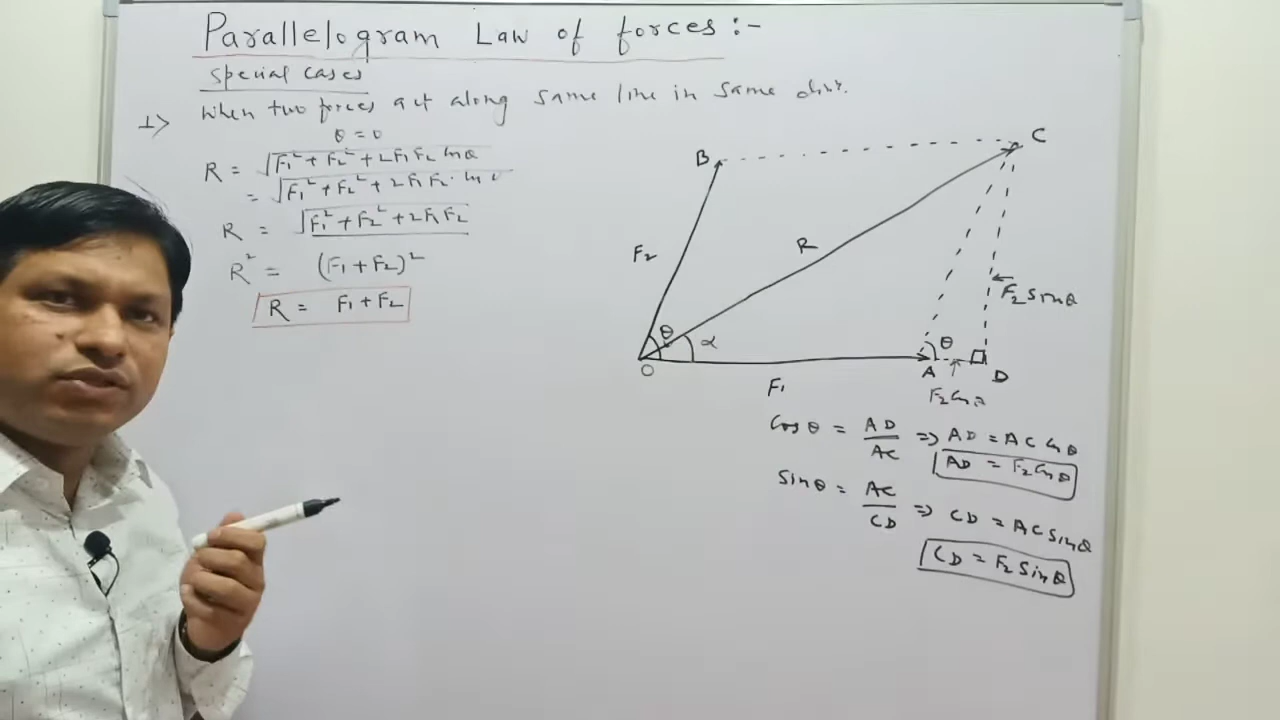 Parallelogram Law of forces :-
special cases
1> When two forces act along same line in same dirn.
θ = 0
R = √F₁² + F₂² + 2F₁F₂ Cosθ
= √F₁² + F₂² + 2F₁F₂. Cos 0
R = √F₁² + F₂² + 2F₁F₂
R² = (F₁ + F₂)²
R = F₁ + F₂
B
C
F₂
R
F₂ sinθ
θ
α
θ
O
A
D
F₁
F₂ Cosθ
Cosθ = AD/AC => AD = AC Cosθ
AD = F₂ Cosθ
Sinθ = AC/CD => CD = AC Sinθ
CD = F₂ Sinθ